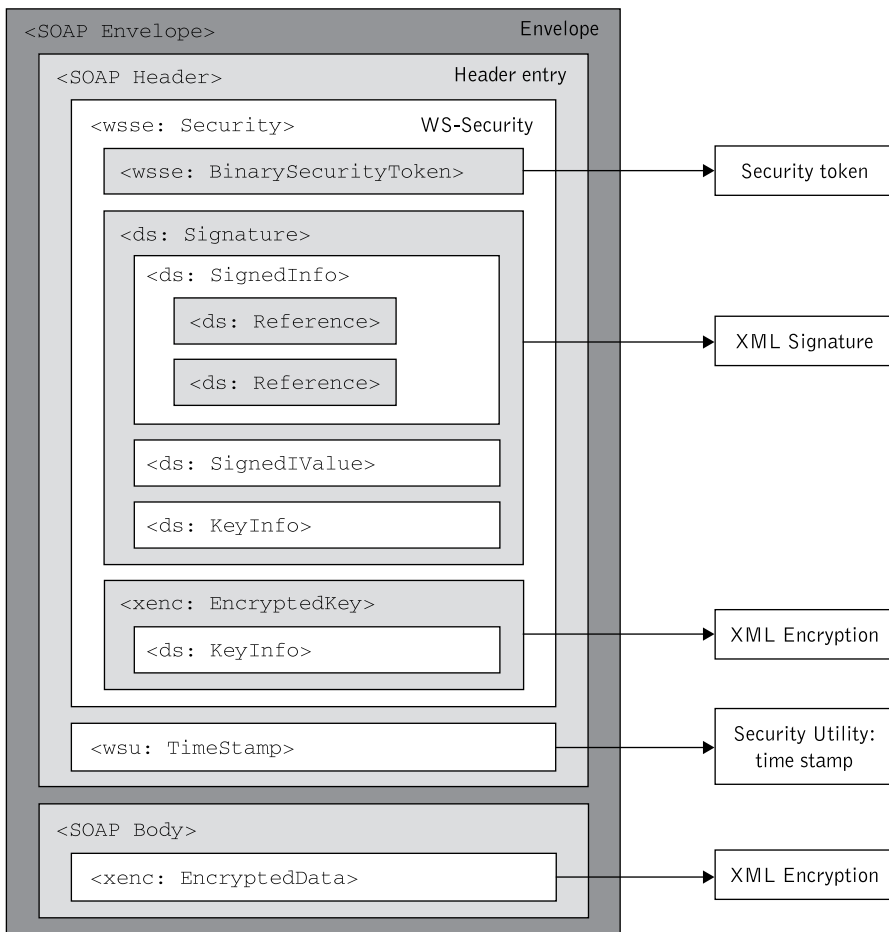 <SOAP Envelope> Envelope
<SOAP Header> Header entry
<wsse: Security> WS-Security
<wsse: BinarySecurityToken>
Security token
<ds: Signature>
<ds: SignedInfo>
<ds: Reference>
<ds: Reference>
XML Signature
<ds: SignedIValue>
<ds: KeyInfo>
<xenc: EncryptedKey>
<ds: KeyInfo>
XML Encryption
<wsu: TimeStamp>
Security Utility:
time stamp
<SOAP Body>
<xenc: EncryptedData>
XML Encryption